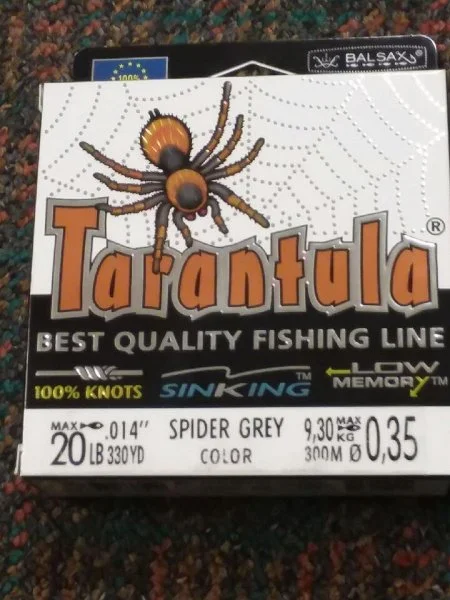 100%
BALSAX
Tarantula®
BEST QUALITY FISHING LINE
100% KNOTS
SINKING™
LOW MEMORY™
MAX .014"
20 LB 330YD
SPIDER GREY
COLOR
9,30 MAX KG
300M Ø 0,35